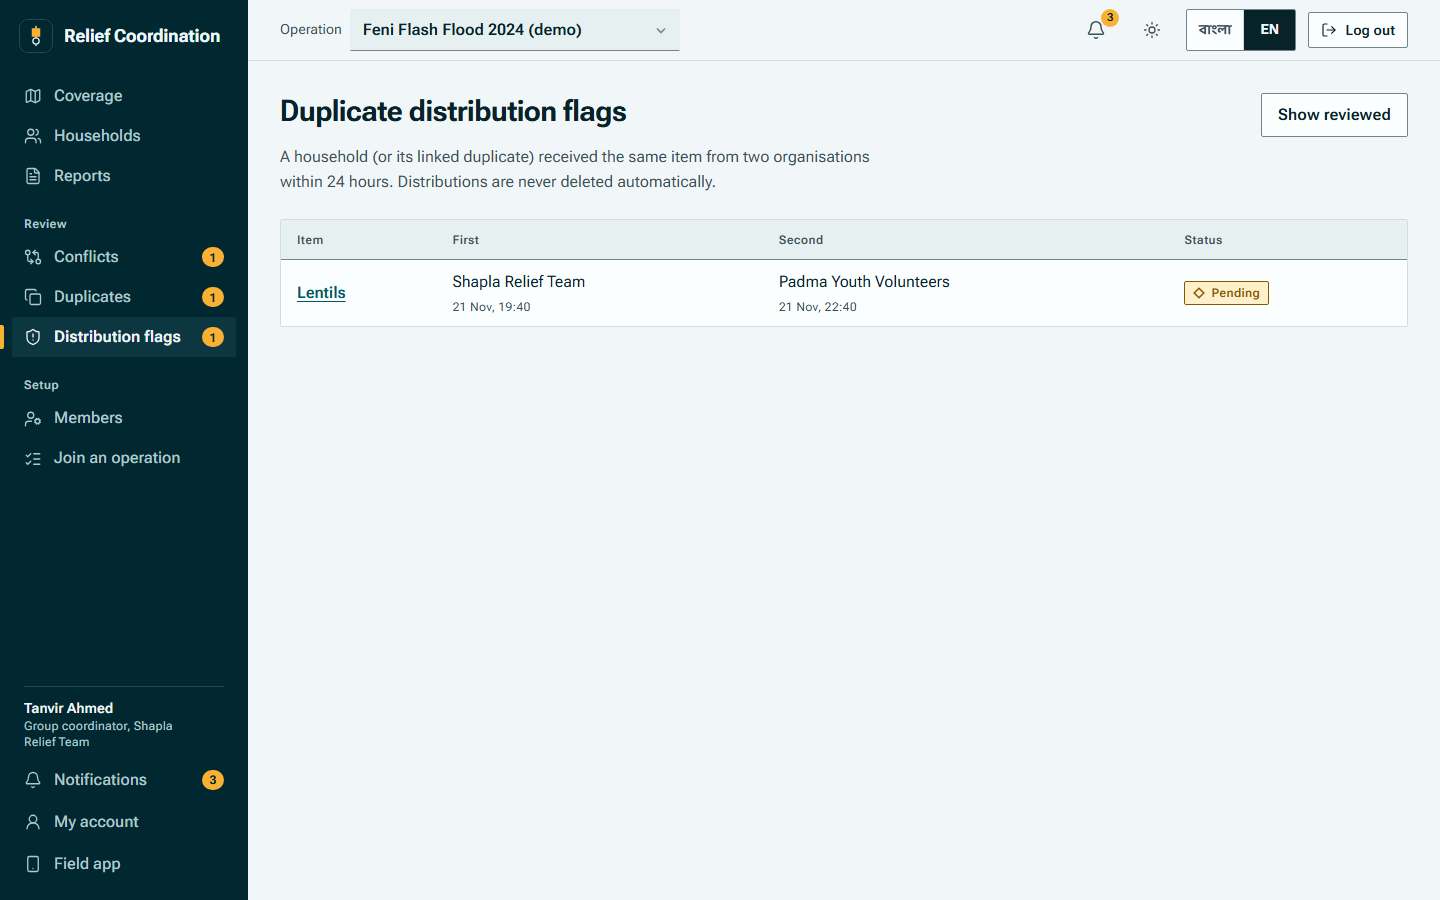 Relief Coordination
Coverage
Households
Reports
Review
Conflicts 1
Duplicates 1
Distribution flags 1
Setup
Members
Join an operation
Tanvir Ahmed
Group coordinator, Shapla
Relief Team
Notifications 3
My account
Field app
Operation Feni Flash Flood 2024 (demo) 3 বাংলা EN Log out
Duplicate distribution flags
Show reviewed
A household (or its linked duplicate) received the same item from two organisations
within 24 hours. Distributions are never deleted automatically.
Item First Second Status
Lentils Shapla Relief Team Padma Youth Volunteers Pending
21 Nov, 19:40 21 Nov, 22:40